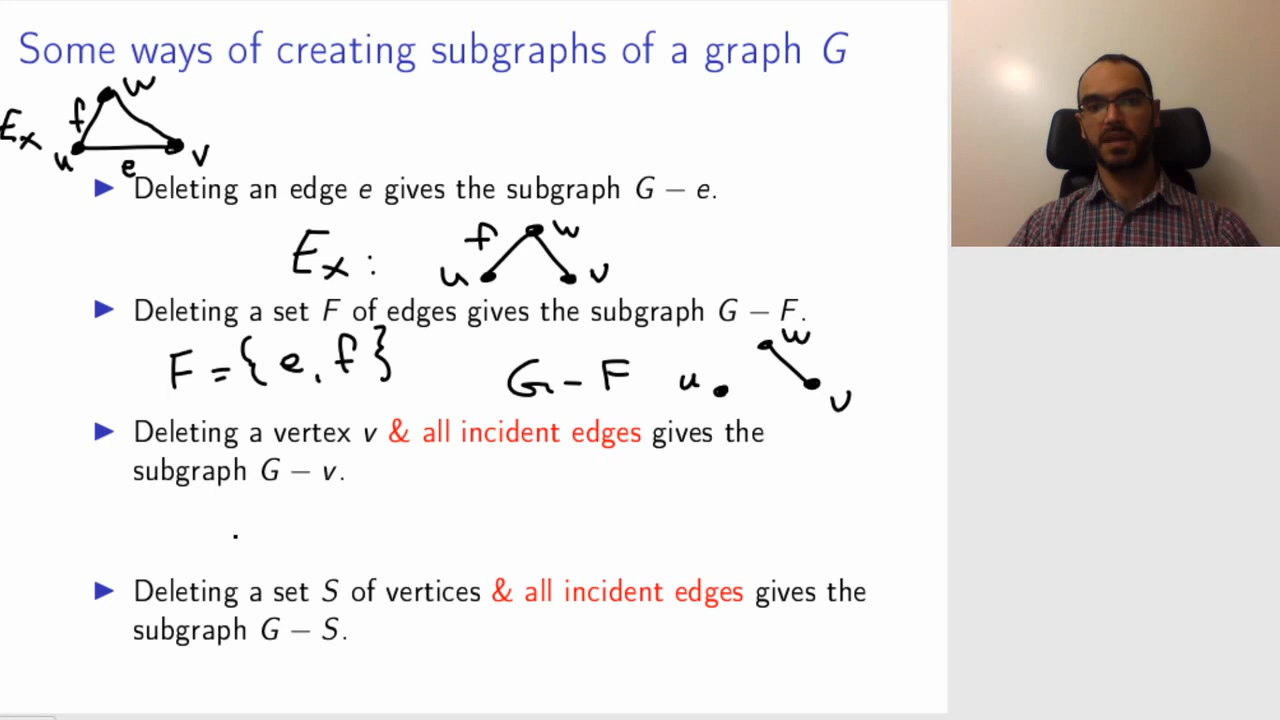 Some ways of creating subgraphs of a graph G
Ex f w
u e v
▶ Deleting an edge e gives the subgraph G − e.
Ex: f w
u v
▶ Deleting a set F of edges gives the subgraph G − F.
F = {e, f} G − F u w
v
▶ Deleting a vertex v & all incident edges gives the
subgraph G − v.
▶ Deleting a set S of vertices & all incident edges gives the
subgraph G − S.